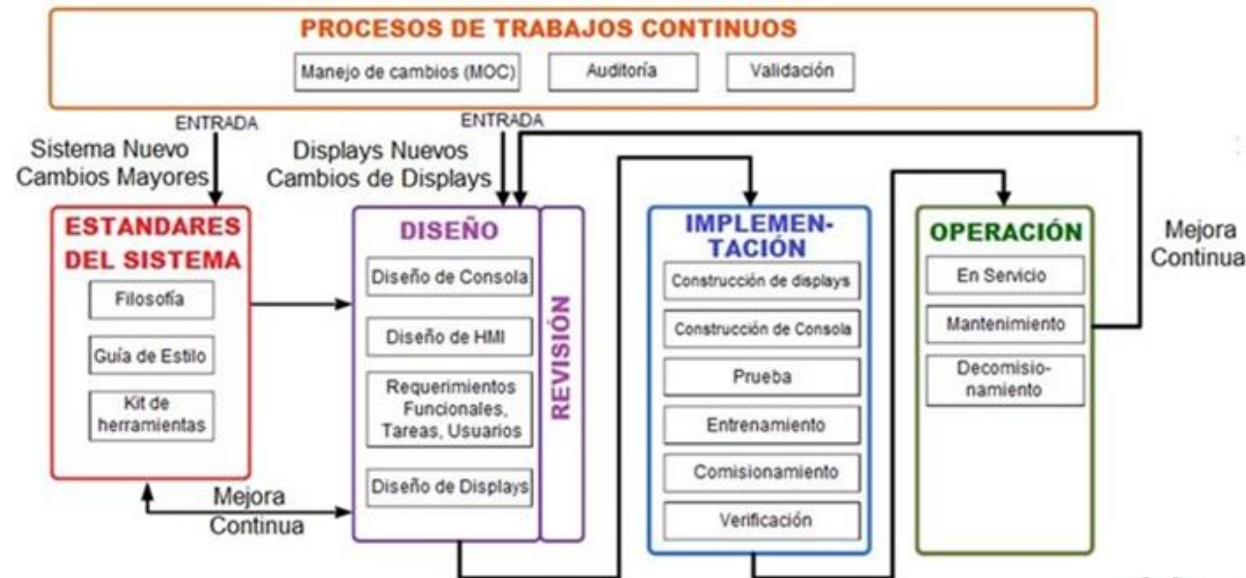 PROCESOS DE TRABAJOS CONTINUOS
Manejo de cambios (MOC)
Auditoría
Validación
ENTRADA
Sistema Nuevo
Cambios Mayores
ENTRADA
Displays Nuevos
Cambios de Displays
ESTANDARES
DEL SISTEMA
Filosofía
Guía de Estilo
Kit de
herramientas
Mejora
Continua
DISEÑO
Diseño de Consola
Diseño de HMI
Requerimientos
Funcionales,
Tareas, Usuarios
Diseño de Displays
REVISIÓN
IMPLEMEN-
TACIÓN
Construcción de displays
Construcción de Consola
Prueba
Entrenamiento
Comisionamiento
Verificación
OPERACIÓN
En Servicio
Mantenimiento
Decomisio-
namiento
Mejora
Continua